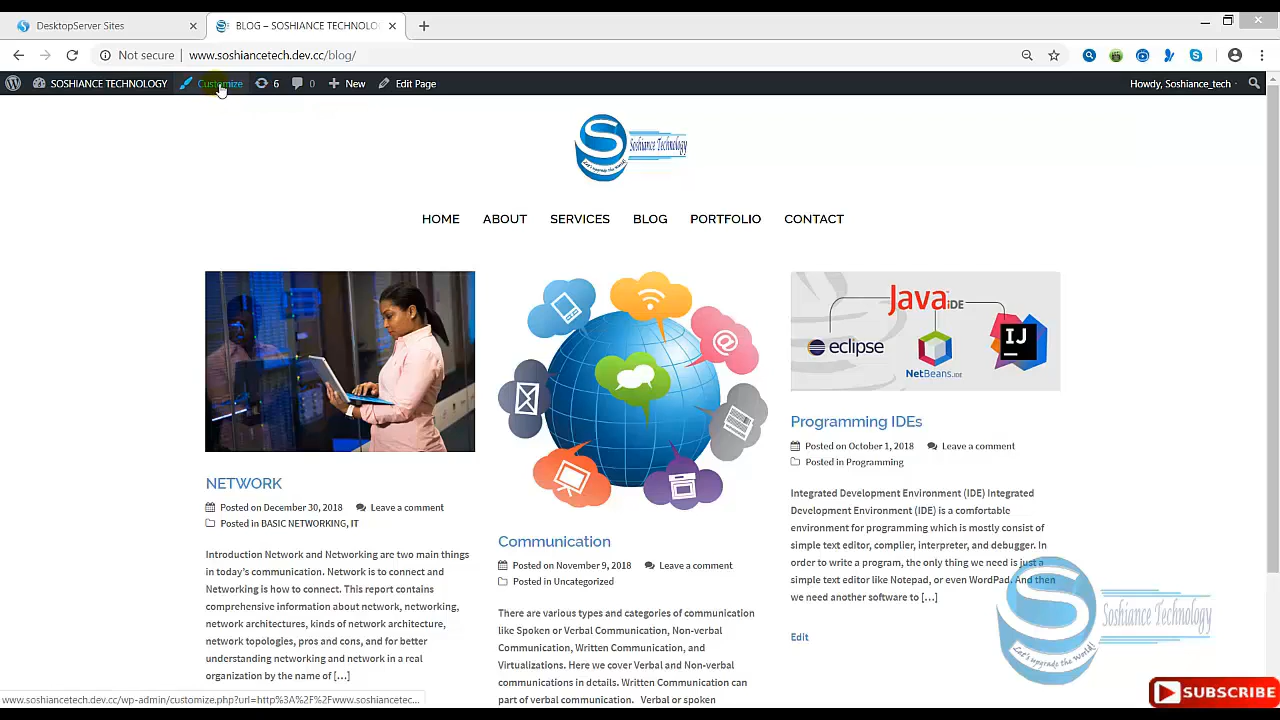 DesktopServer Sites
BLOG – SOSHIANCE TECHNOLO
Not secure
www.soshiancetech.dev.cc/blog/
SOSHIANCE TECHNOLOGY
Customize
6
0
New
Edit Page
Howdy, Soshiance_tech
Soshiance Technology
Let's upgrade the World!
HOME
ABOUT
SERVICES
BLOG
PORTFOLIO
CONTACT
NETWORK
Posted on December 30, 2018
Leave a comment
Posted in BASIC NETWORKING, IT
Introduction Network and Networking are two main things
in today's communication. Network is to connect and
Networking is how to connect. This report contains
comprehensive information about network, networking,
network architectures, kinds of network architecture,
network topologies, pros and cons, and for better
understanding networking and network in a real
organization by the name of […]
@
Communication
Posted on November 9, 2018
Leave a comment
Posted in Uncategorized
There are various types and categories of communication
like Spoken or Verbal Communication, Non-verbal
Communication, Written Communication, and
Virtualizations. Here we cover Verbal and Non-verbal
communications in details. Written Communication can
part of verbal communication.   Verbal or spoken
Java IDE
eclipse
NetBeans IDE
IJ
Programming IDEs
Posted on October 1, 2018
Leave a comment
Posted in Programming
Integrated Development Environment (IDE) Integrated
Development Environment (IDE) is a comfortable
environment for programming which is mostly consist of
simple text editor, complier, interpreter, and debugger. In
order to write a program, the only thing we need is just a
simple text editor like Notepad, or even WordPad. And then
we need another software to […]
Edit
Soshiance Technology
Let's upgrade the World!
SUBSCRIBE
www.soshiancetech.dev.cc/wp-admin/customize.php?url=http%3A%2F%2Fwww.soshiancetec...